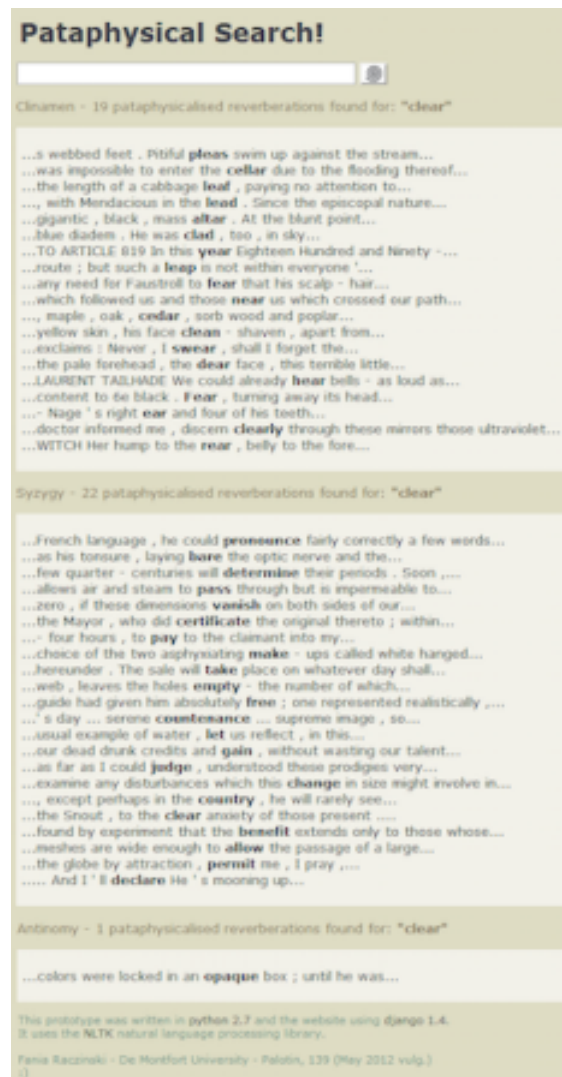 Pataphysical Search!
Clinamen - 19 pataphysicalised reverberations found for: "clear"
...s webbed feet . Pitiful pleas swim up against the stream...
...was impossible to enter the cellar due to the flooding thereof...
...the length of a cabbage leaf , paying no attention to...
..., with Mendacious in the lead . Since the episcopal nature...
...gigantic , black , mass altar . At the blunt point...
...blue diadem . He was clad , too , in sky...
...TO ARTICLE 819 In this year Eighteen Hundred and Ninety -...
...route ; but such a leap is not within everyone '...
...any need for Faustroll to fear that his scalp - hair...
...which followed us and those near us which crossed our path...
..., maple , oak , cedar , sorb wood and poplar...
...yellow skin , his face clean - shaven , apart from...
...exclaims : Never , I swear , shall I forget the...
...the pale forehead , the dear face , this terrible little...
...LAURENT TAILHADE We could already hear bells - as loud as...
...content to 6e black . Fear , turning away its head...
...- Nage ' s right ear and four of his teeth...
...doctor informed me , discern clearly through these mirrors those ultraviolet...
...WITCH Her hump to the rear , belly to the fore...
Syzygy - 22 pataphysicalised reverberations found for: "clear"
...French language , he could pronounce fairly correctly a few words...
...as his tonsure , laying bare the optic nerve and the...
...few quarter - centuries will determine their periods . Soon ,...
...allows air and steam to pass through but is impermeable to...
...zero , if these dimensions vanish on both sides of our...
...the Mayor , who did certificate the original thereto ; within...
...- four hours , to pay to the claimant into my...
...choice of the two asphyxiating make - ups called white hanged...
...hereunder . The sale will take place on whatever day shall...
...web , leaves the holes empty - the number of which...
...guide had given him absolutely free ; one represented realistically ,...
...' s day ... serene countenance .... supreme image , so...
...usual example of water , let us reflect , in this...
...our dead drunk credits and gain , without wasting our talent...
...as far as I could judge , understood these prodigies very...
...examine any disturbances which this change in size might involve in...
..., except perhaps in the country , he will rarely see...
...the Snout , to the clear anxiety of those present ....
...found by experiment that the benefit extends only to those whose...
...meshes are wide enough to allow the passage of a large...
...the globe by attraction , permit me , I pray ,...
..... And I ' ll declare He ' s mooning up...
Antinomy - 1 pataphysicalised reverberations found for: "clear"
...colors were locked in an opaque box ; until he was...
This prototype was written in python 2.7 and the website using django 1.4.
It uses the NLTK natural language processing library.
Fania Raczinski - De Montfort University - Palotin, 139 (May 2012 vulg.)
:)